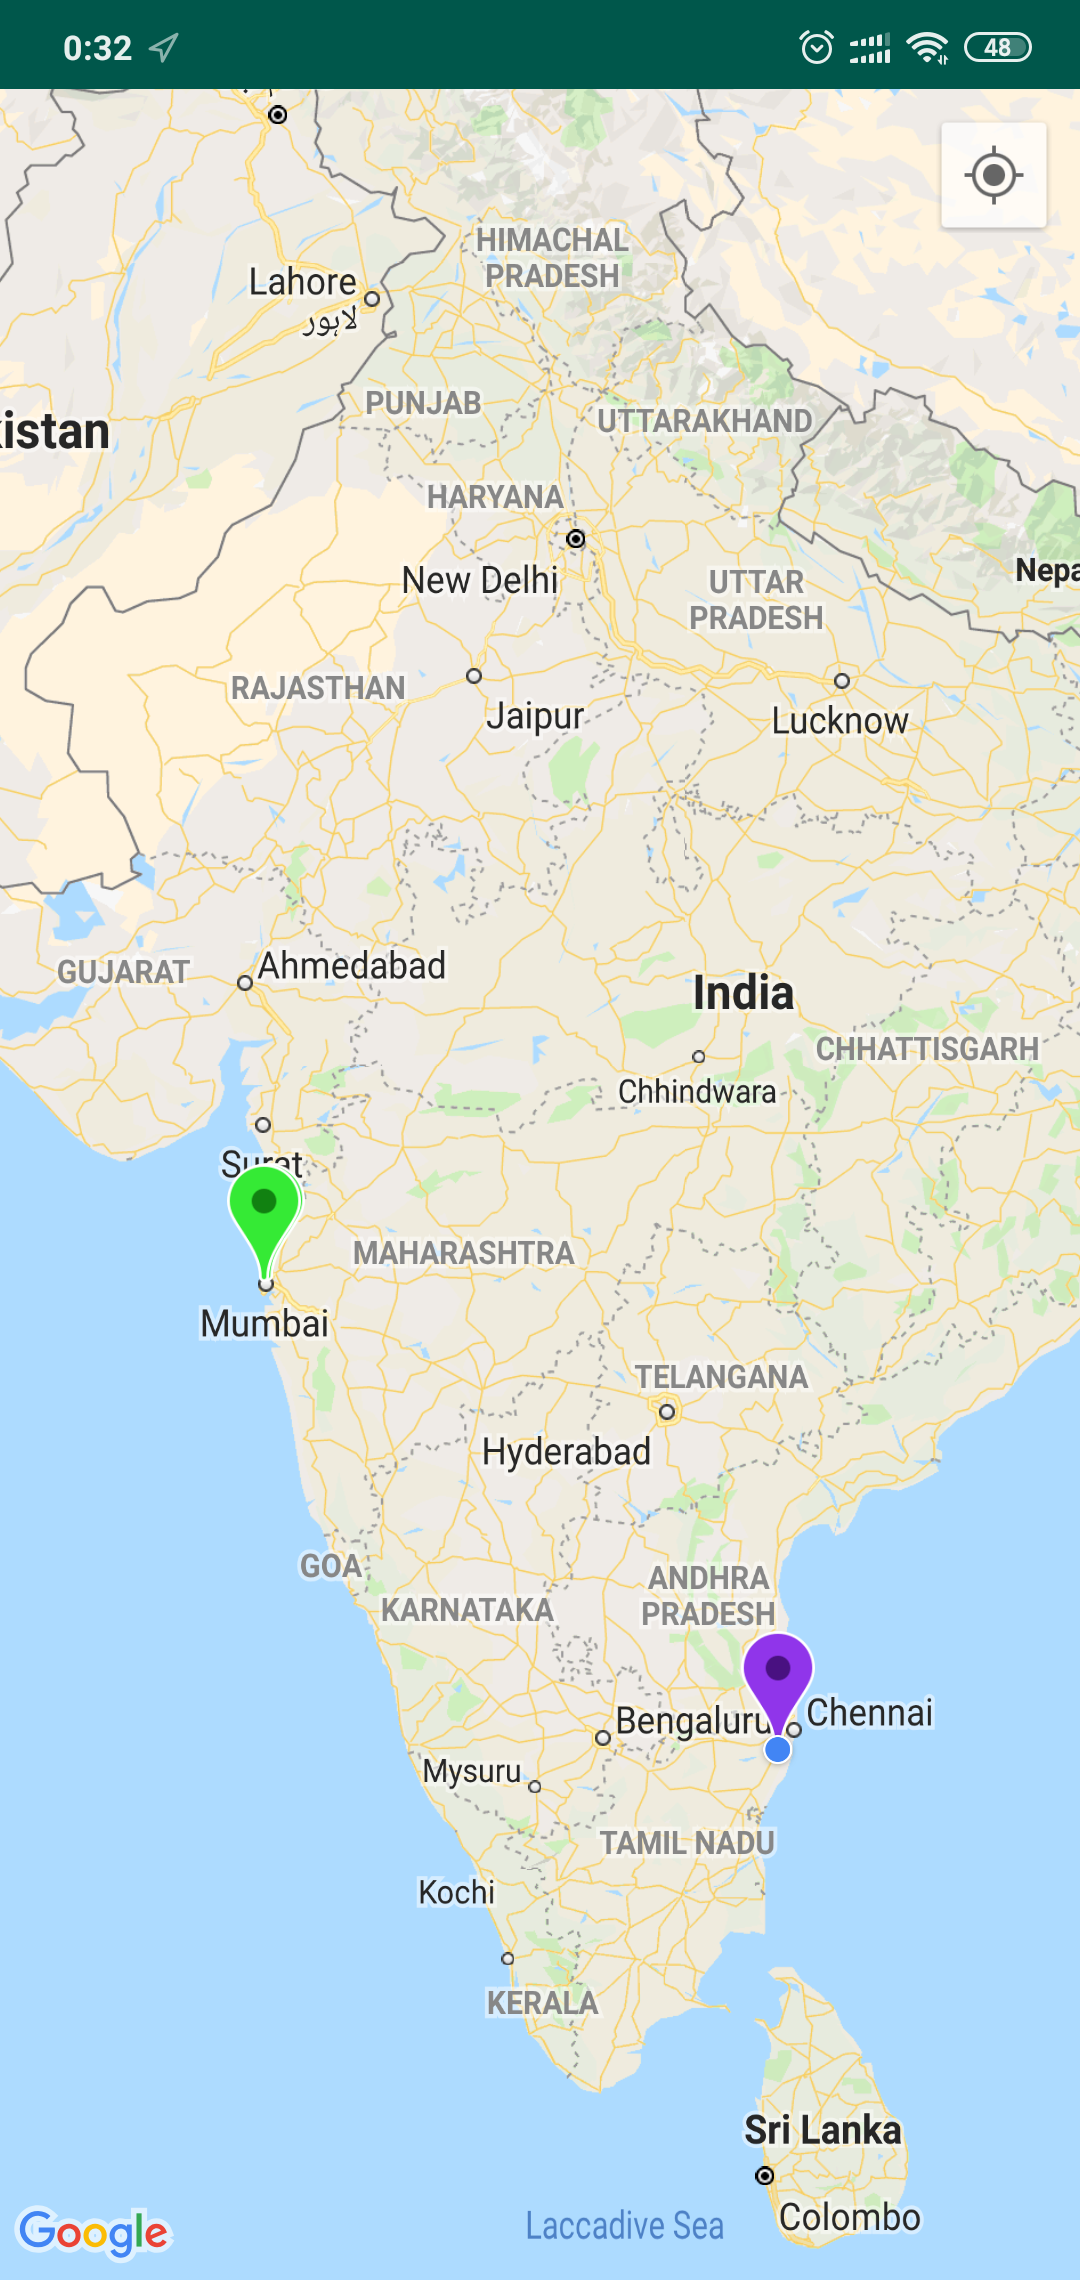 0:32
48
HIMACHAL
PRADESH
Lahore
لاہور
PUNJAB
UTTARAKHAND
istan
HARYANA
New Delhi
Nepa
UTTAR
PRADESH
RAJASTHAN
Jaipur
Lucknow
Ahmedabad
GUJARAT
India
CHHATTISGARH
Chhindwara
Surat
MAHARASHTRA
Mumbai
TELANGANA
Hyderabad
GOA
ANDHRA
PRADESH
KARNATAKA
Bengaluru
Chennai
Mysuru
TAMIL NADU
Kochi
KERALA
Sri Lanka
Colombo
Laccadive Sea
Google